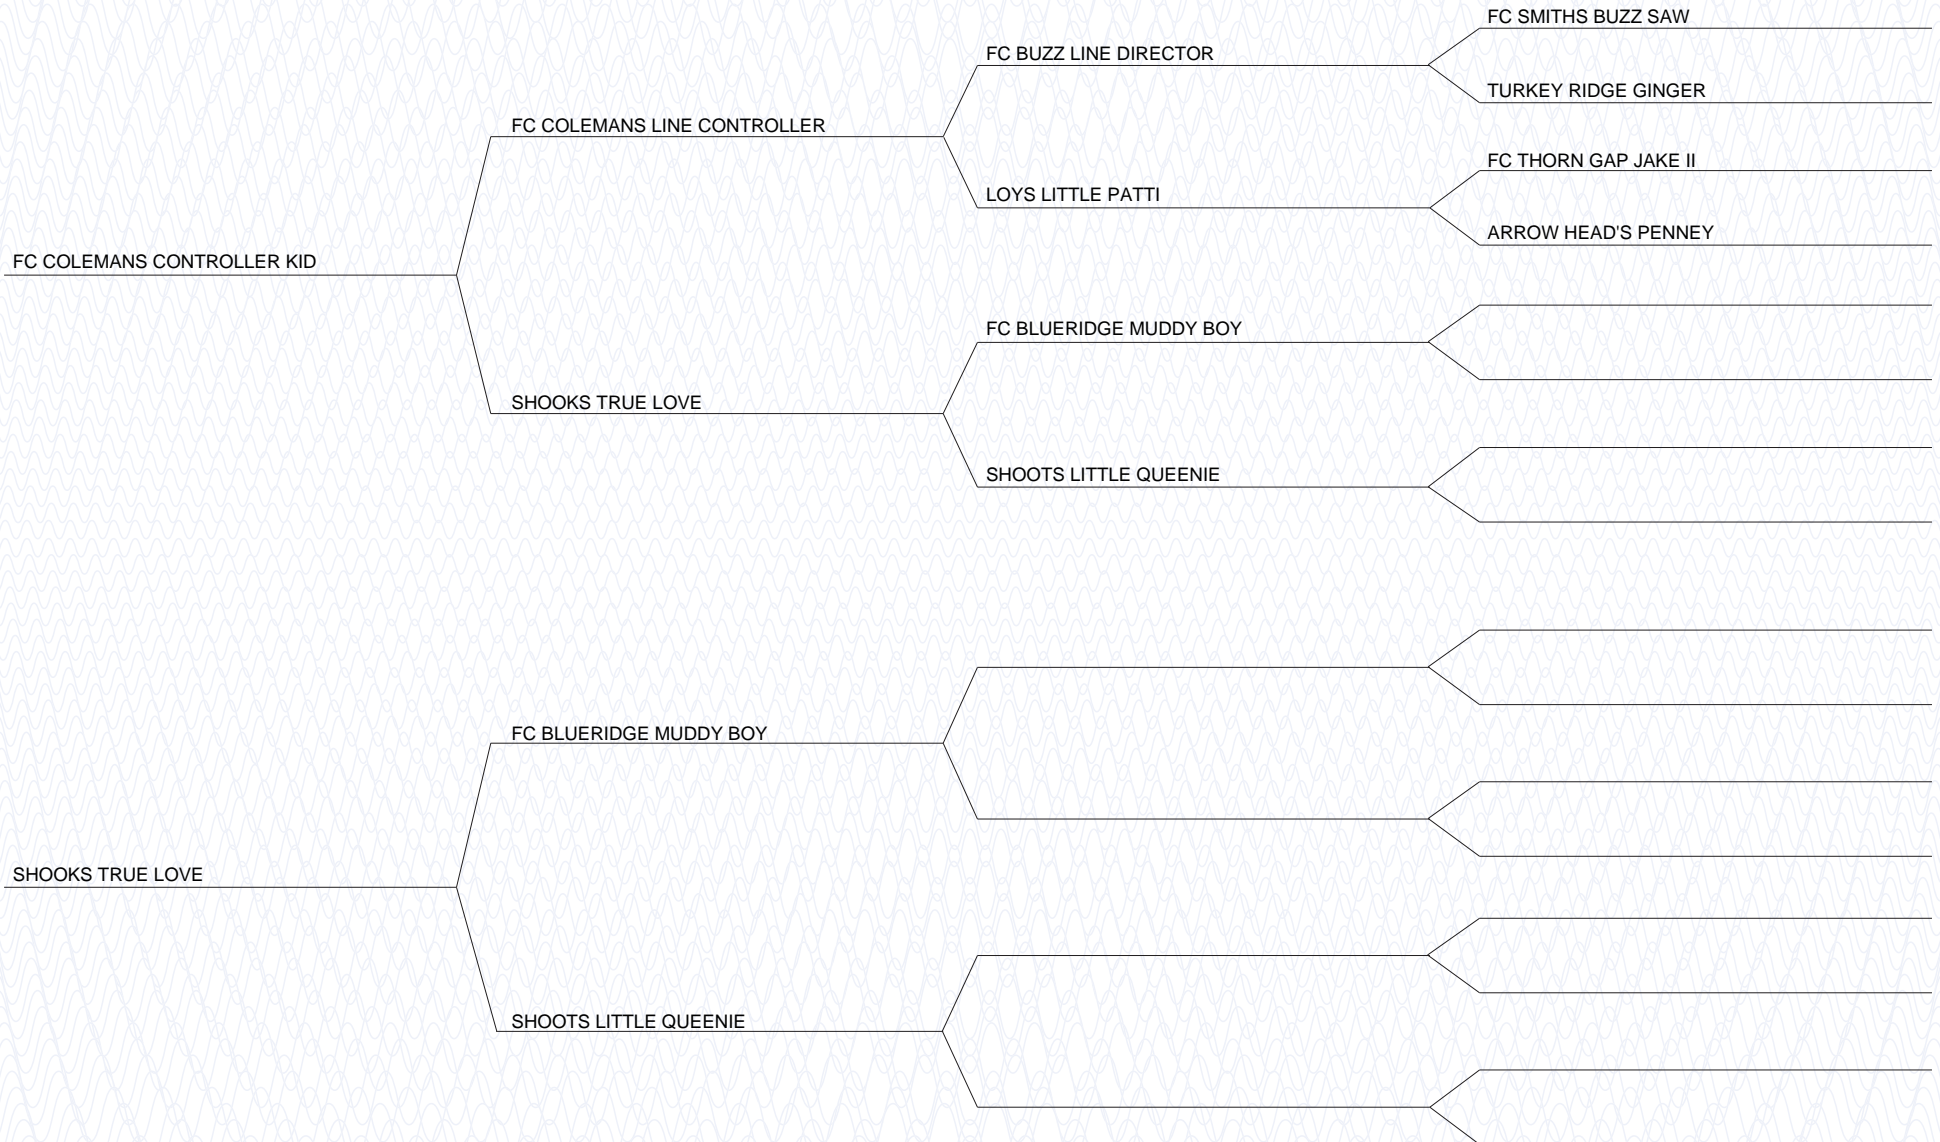 FC SMITHS BUZZ SAW
FC BUZZ LINE DIRECTOR
TURKEY RIDGE GINGER
FC COLEMANS LINE CONTROLLER
FC THORN GAP JAKE II
LOYS LITTLE PATTI
ARROW HEAD'S PENNEY
FC COLEMANS CONTROLLER KID
FC BLUERIDGE MUDDY BOY
SHOOKS TRUE LOVE
SHOOTS LITTLE QUEENIE
FC BLUERIDGE MUDDY BOY
SHOOKS TRUE LOVE
SHOOTS LITTLE QUEENIE